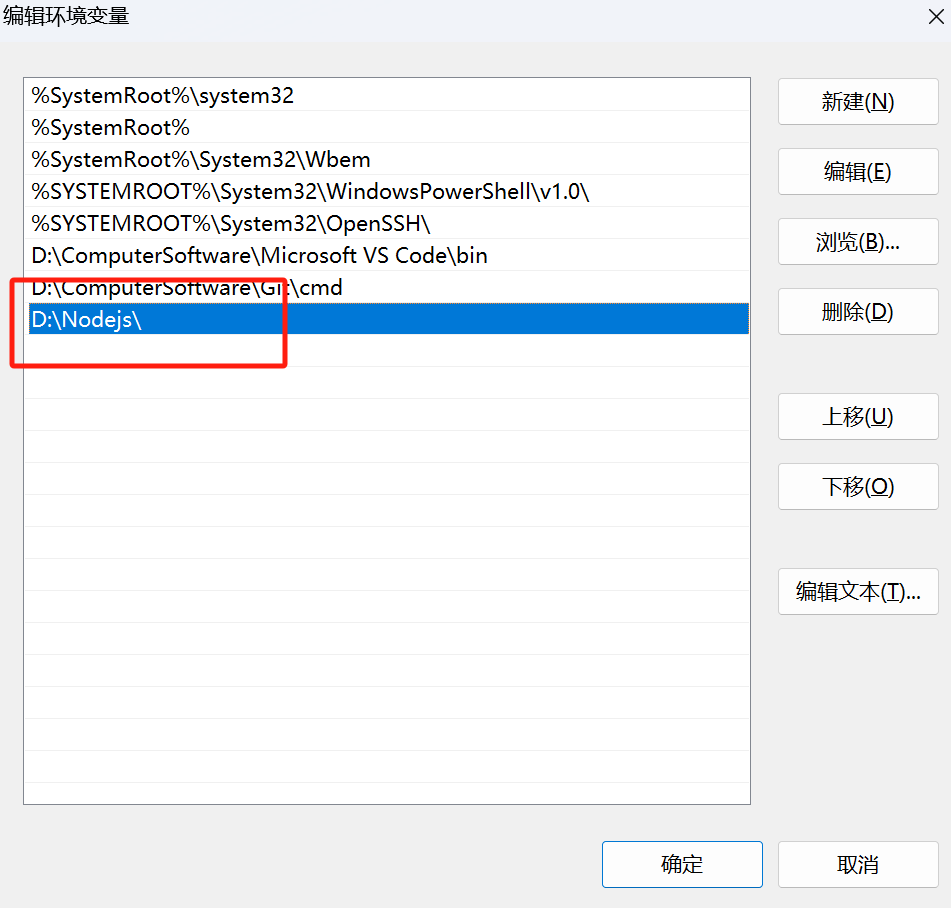 编辑环境变量
%SystemRoot%\system32
%SystemRoot%
%SystemRoot%\System32\Wbem
%SYSTEMROOT%\System32\WindowsPowerShell\v1.0\
%SYSTEMROOT%\System32\OpenSSH\
D:\ComputerSoftware\Microsoft VS Code\bin
D:\ComputerSoftware\Git\cmd
D:\Nodejs\
新建(N)
编辑(E)
浏览(B)...
删除(D)
上移(U)
下移(O)
编辑文本(T)...
确定
取消